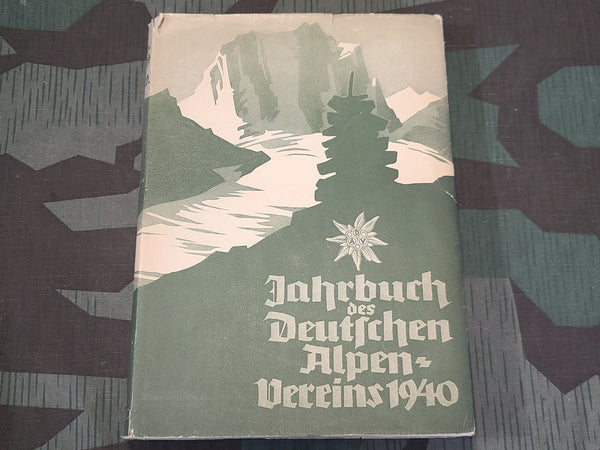 Jahrbuch
des
Deutſchen
Alpen-
Vereins 1940